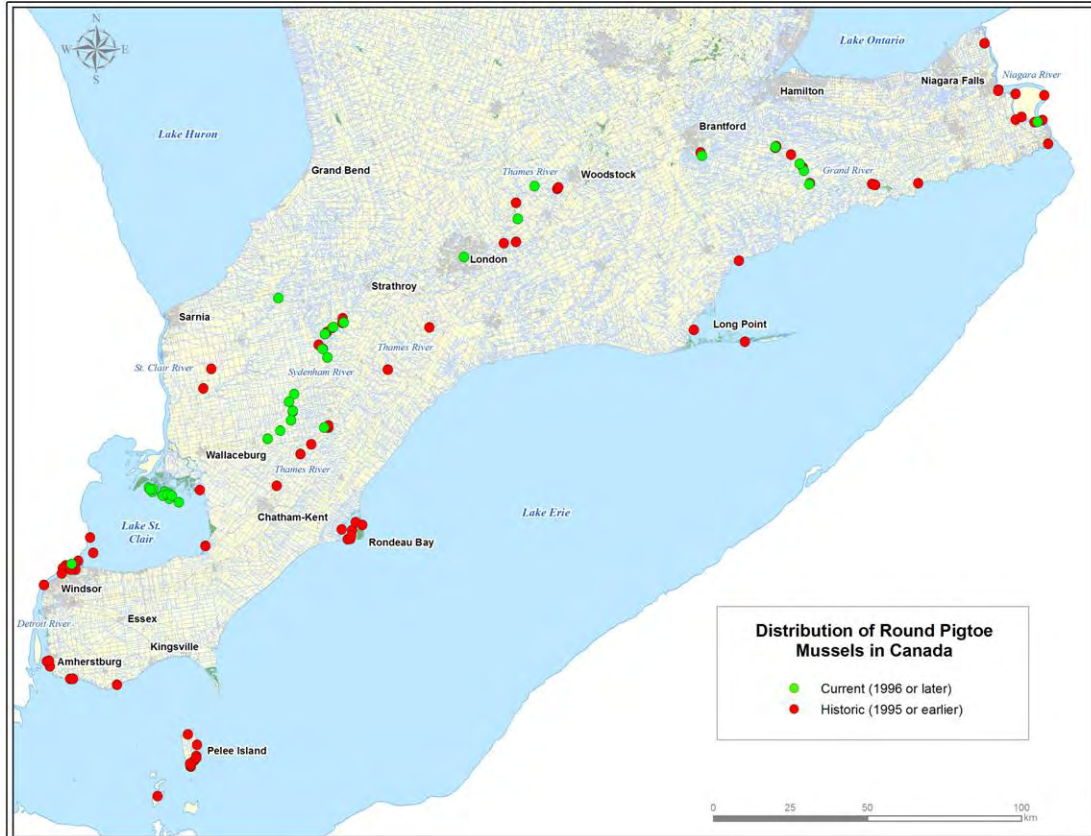 N
W
E
S
Lake Ontario
Niagara Falls
Niagara River
Hamilton
Lake Huron
Brantford
Grand Bend
Thames River
Woodstock
Grand River
London
Strathroy
Sarnia
Long Point
Thames River
St. Clair River
Sydenham River
Wallaceburg
Thames River
Chatham-Kent
Lake Erie
Lake St.
Clair
Rondeau Bay
Windsor
Essex
Detroit River
Kingsville
Amherstburg
Pelee Island
Distribution of Round Pigtoe
Mussels in Canada
Current (1996 or later)
Historic (1995 or earlier)
0 25 50 100
km